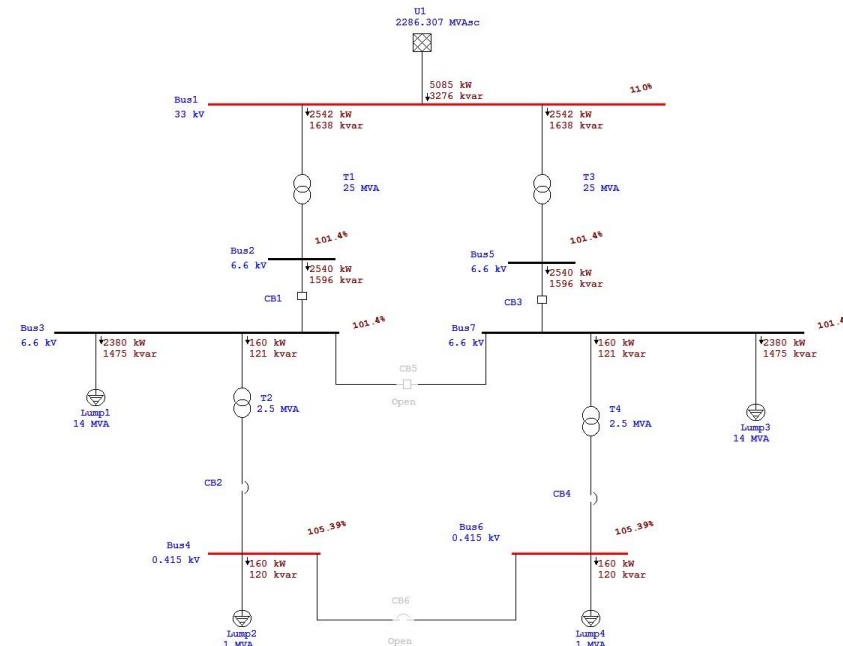 U1
2286.307 MVAsc
5085 kW
3276 kvar
110%
Bus1
33 kV
2542 kW
1638 kvar
2542 kW
1638 kvar
T1
25 MVA
T3
25 MVA
101.4%
101.4%
Bus2
6.6 kV
Bus5
6.6 kV
2540 kW
1596 kvar
2540 kW
1596 kvar
CB1
CB3
Bus3
6.6 kV
101.4%
Bus7
6.6 kV
101.4
2380 kW
1475 kvar
160 kW
121 kvar
160 kW
121 kvar
2380 kW
1475 kvar
CB5
Open
T2
2.5 MVA
T4
2.5 MVA
Lump1
14 MVA
Lump3
14 MVA
CB2
CB4
105.39%
105.39%
Bus4
0.415 kV
Bus6
0.415 kV
160 kW
120 kvar
160 kW
120 kvar
CB6
Open
Lump2
1 MVA
Lump4
1 MVA